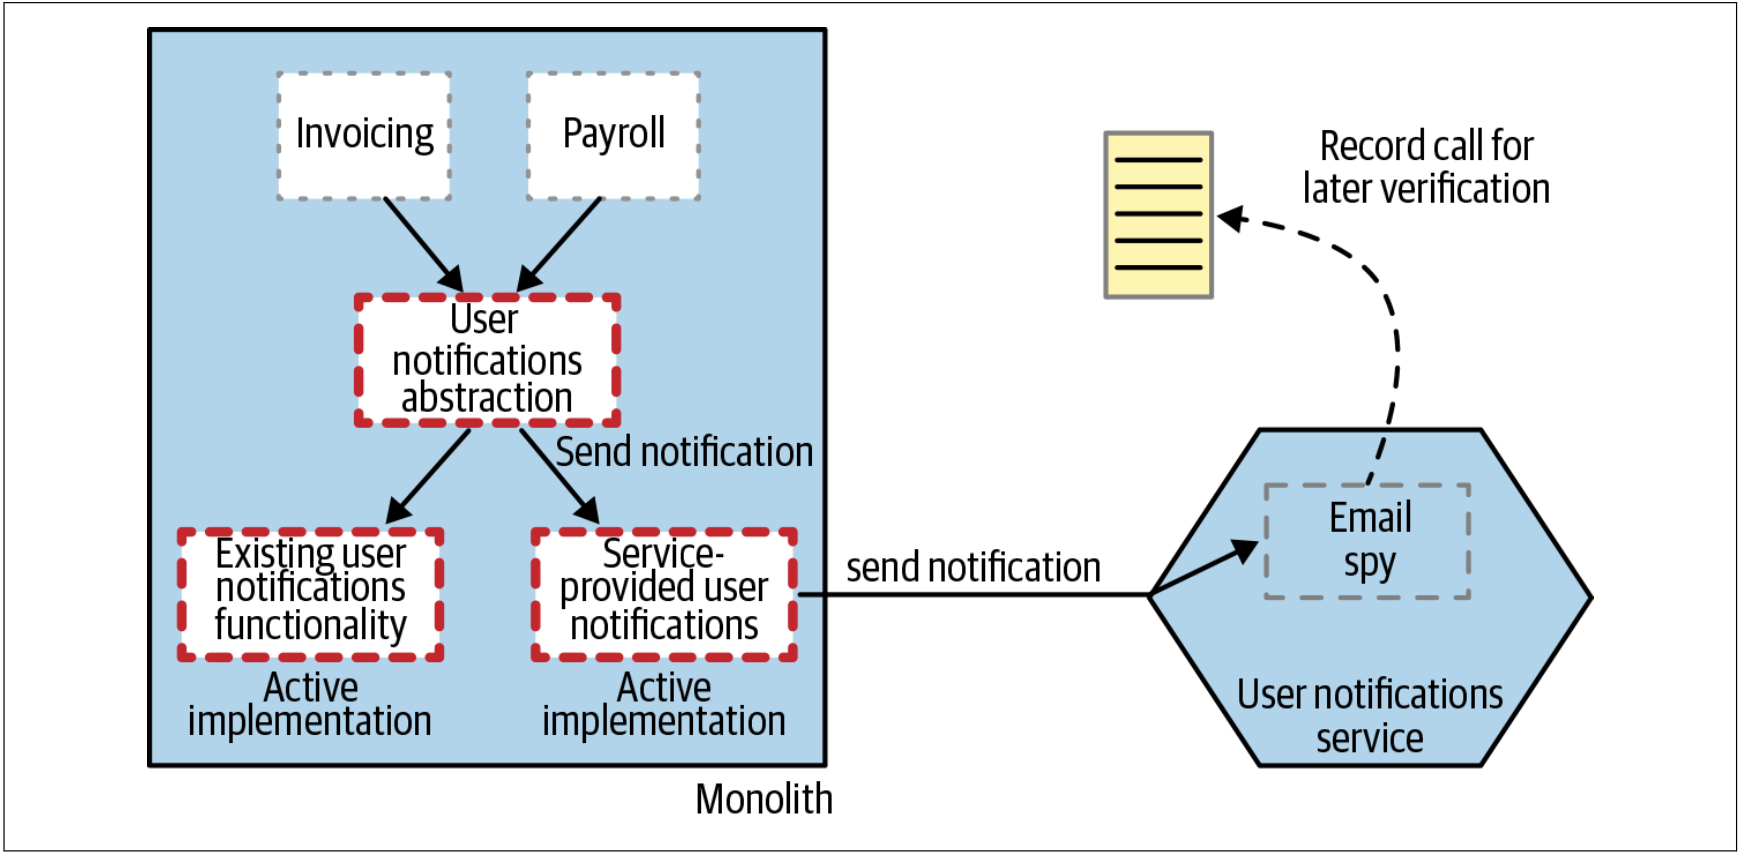 Invoicing
Payroll
User
notifications
abstraction
Send notification
Existing user
notifications
functionality
Active
implementation
Service-
provided user
notifications
Active
implementation
Monolith
send notification
Record call for
later verification
Email
spy
User notifications
service